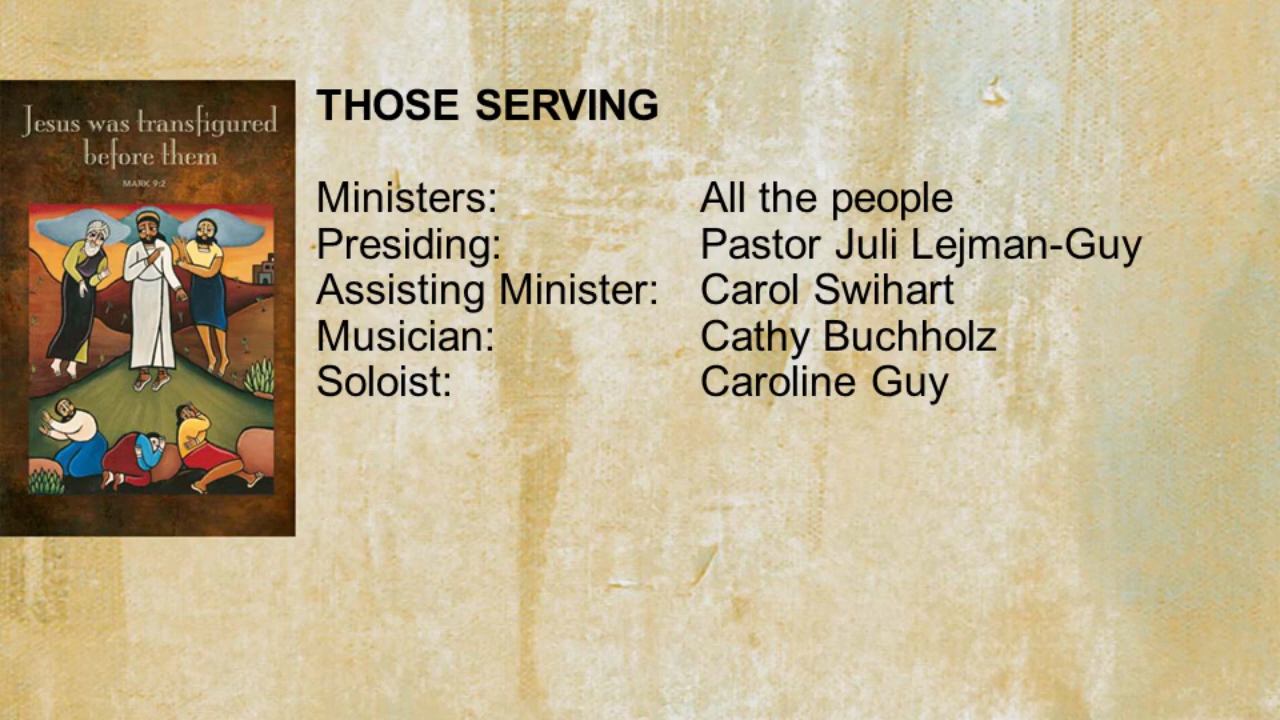 Jesus was transfigured
before them
MARK 9:2
THOSE SERVING
Ministers: All the people
Presiding: Pastor Juli Lejman-Guy
Assisting Minister: Carol Swihart
Musician: Cathy Buchholz
Soloist: Caroline Guy